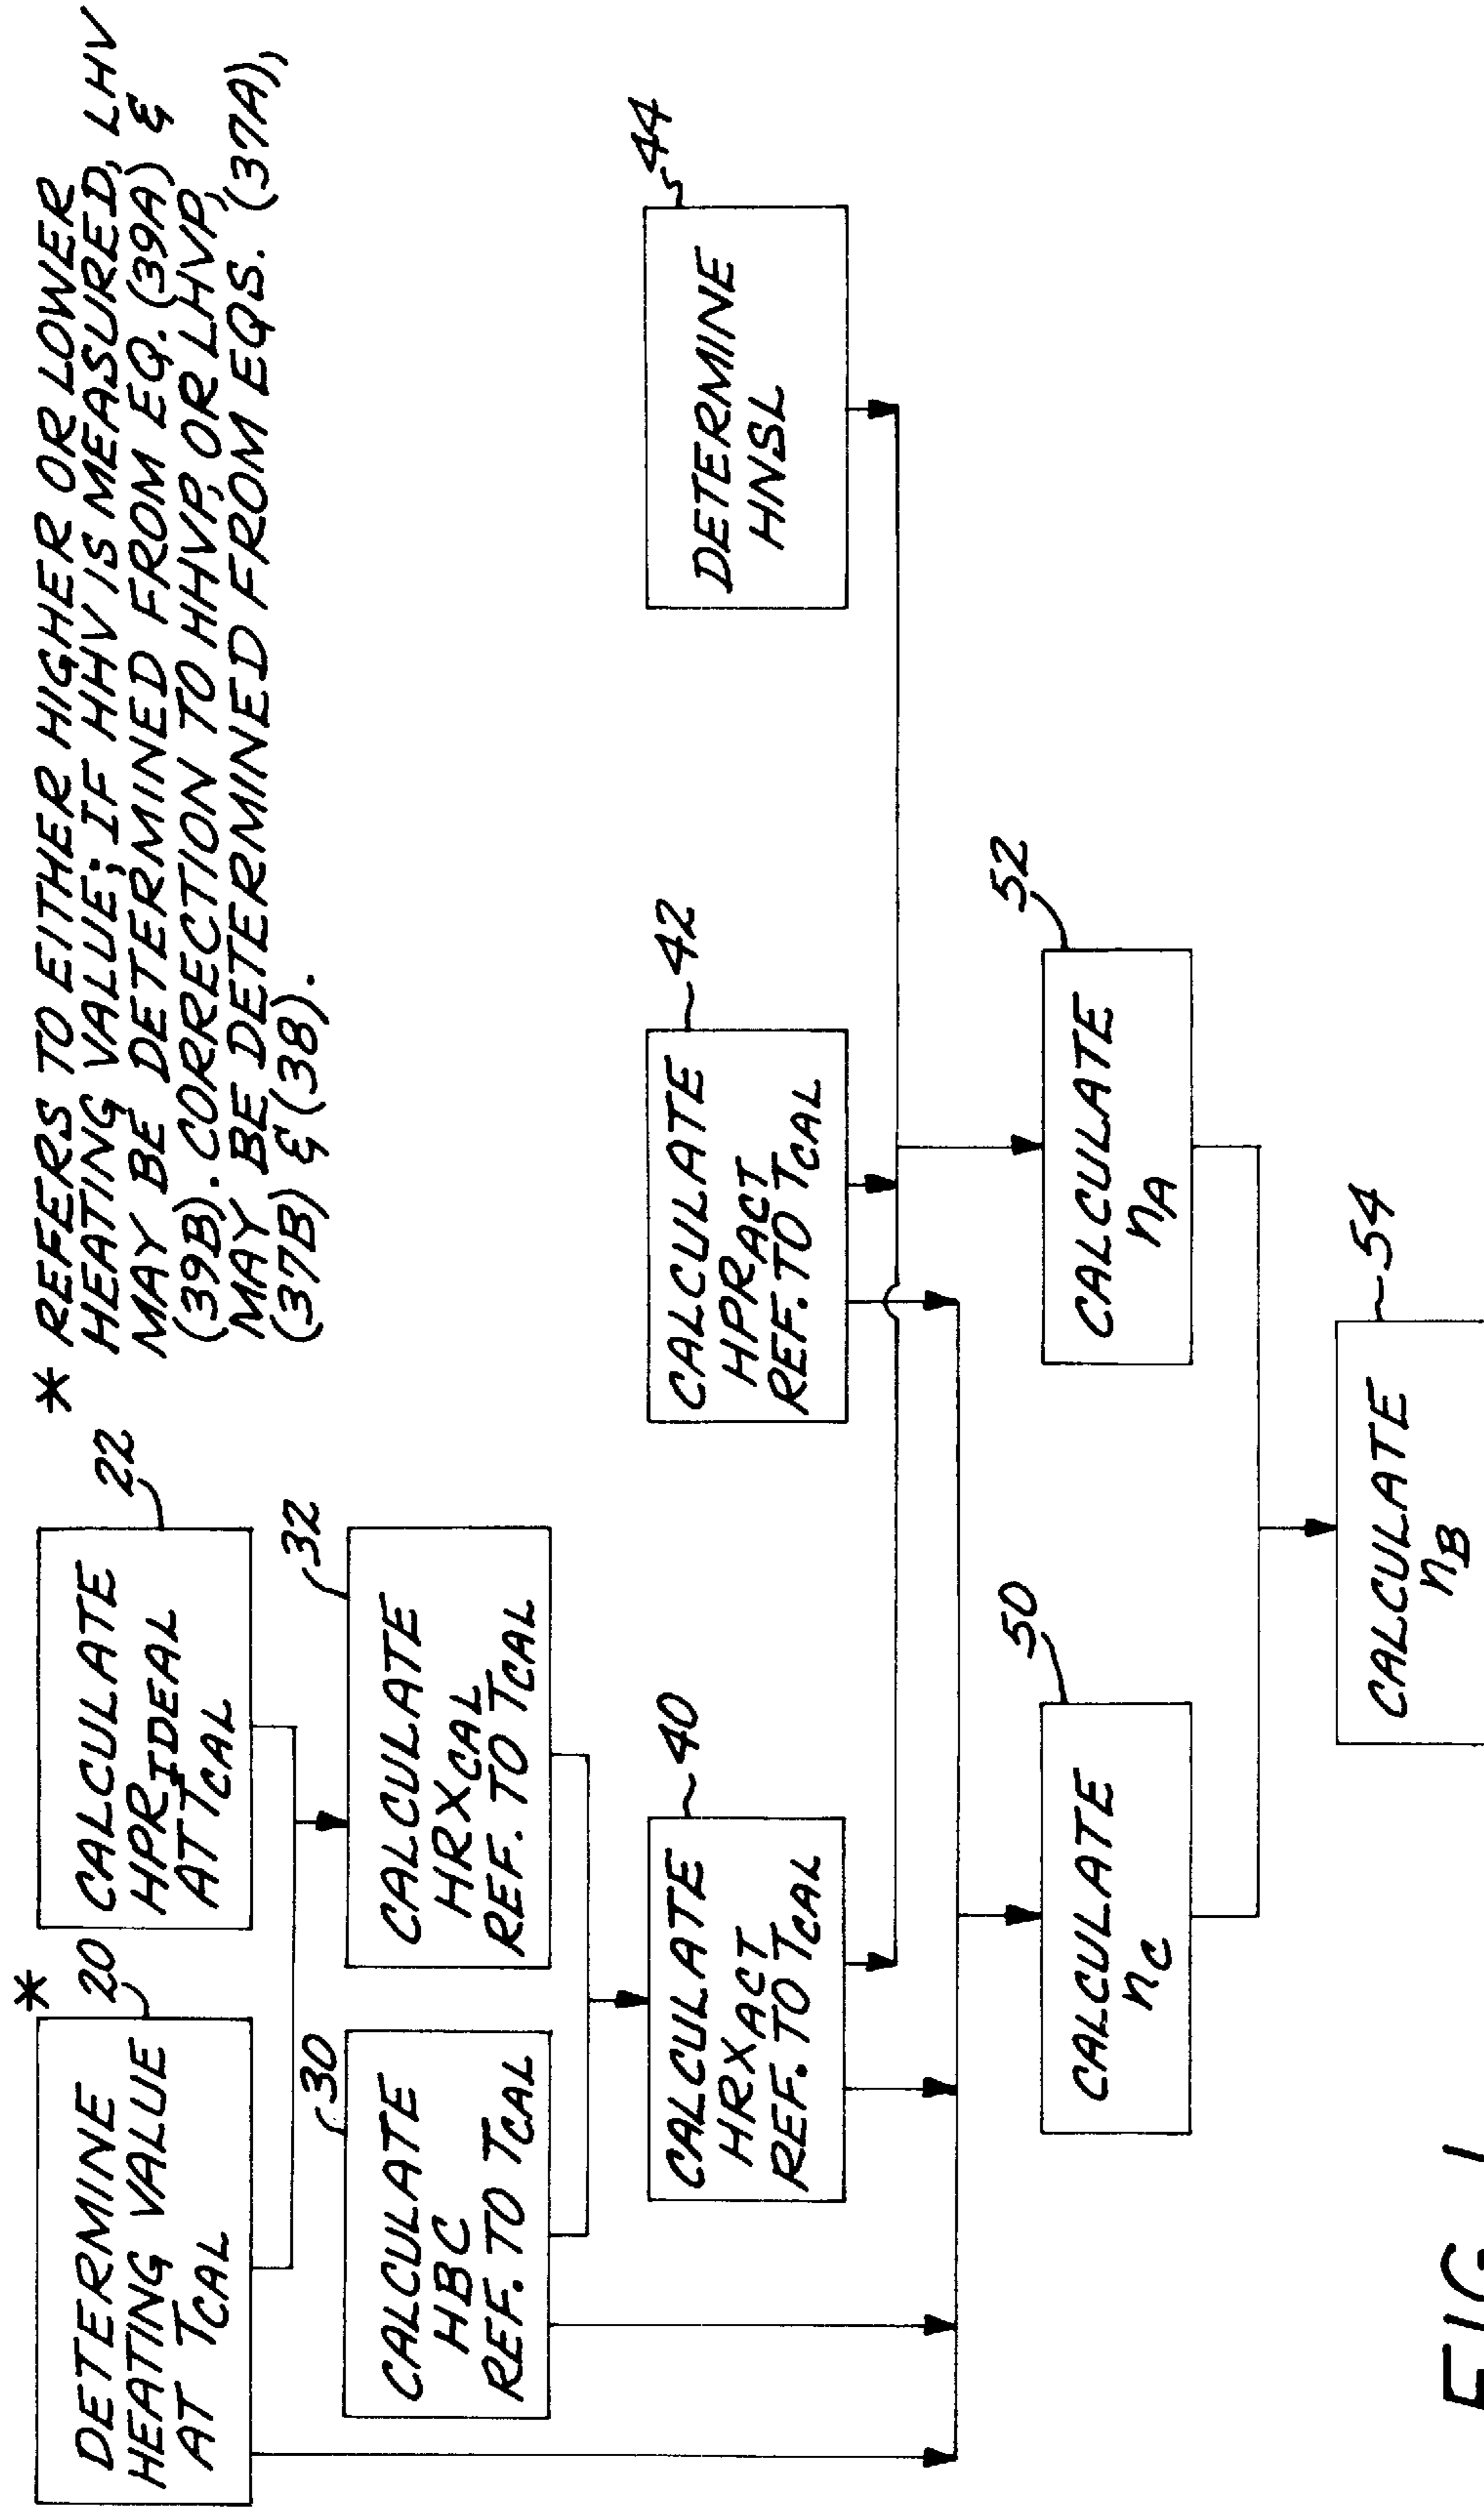 * REFERS TO EITHER HIGHER OR LOWER
HEATING VALUE; IF HHV IS MEASURED, LHV
MAY BE DETERMINED FROM EQ. (39A) &
(39B). CORRECTION TO HHVP, OR LHVP,
MAY BE DETERMINED FROM EQS. (37A),
(37B) & (38).
*
20
DETERMINE
HEATING VALUE
AT TCAL
22
CALCULATE
HPRIDEAL
AT TCAL
30
CALCULATE
HBC
REF. TO TCAL
32
CALCULATE
HRXCAL
REF. TO TCAL
40
CALCULATE
HRXACT
REF. TO TCAL
42
CALCULATE
HPRACT
REF. TO TCAL
44
DETERMINE
HNSL
50
CALCULATE
ηC
52
CALCULATE
ηA
54
CALCULATE
ηB
FIG. 1